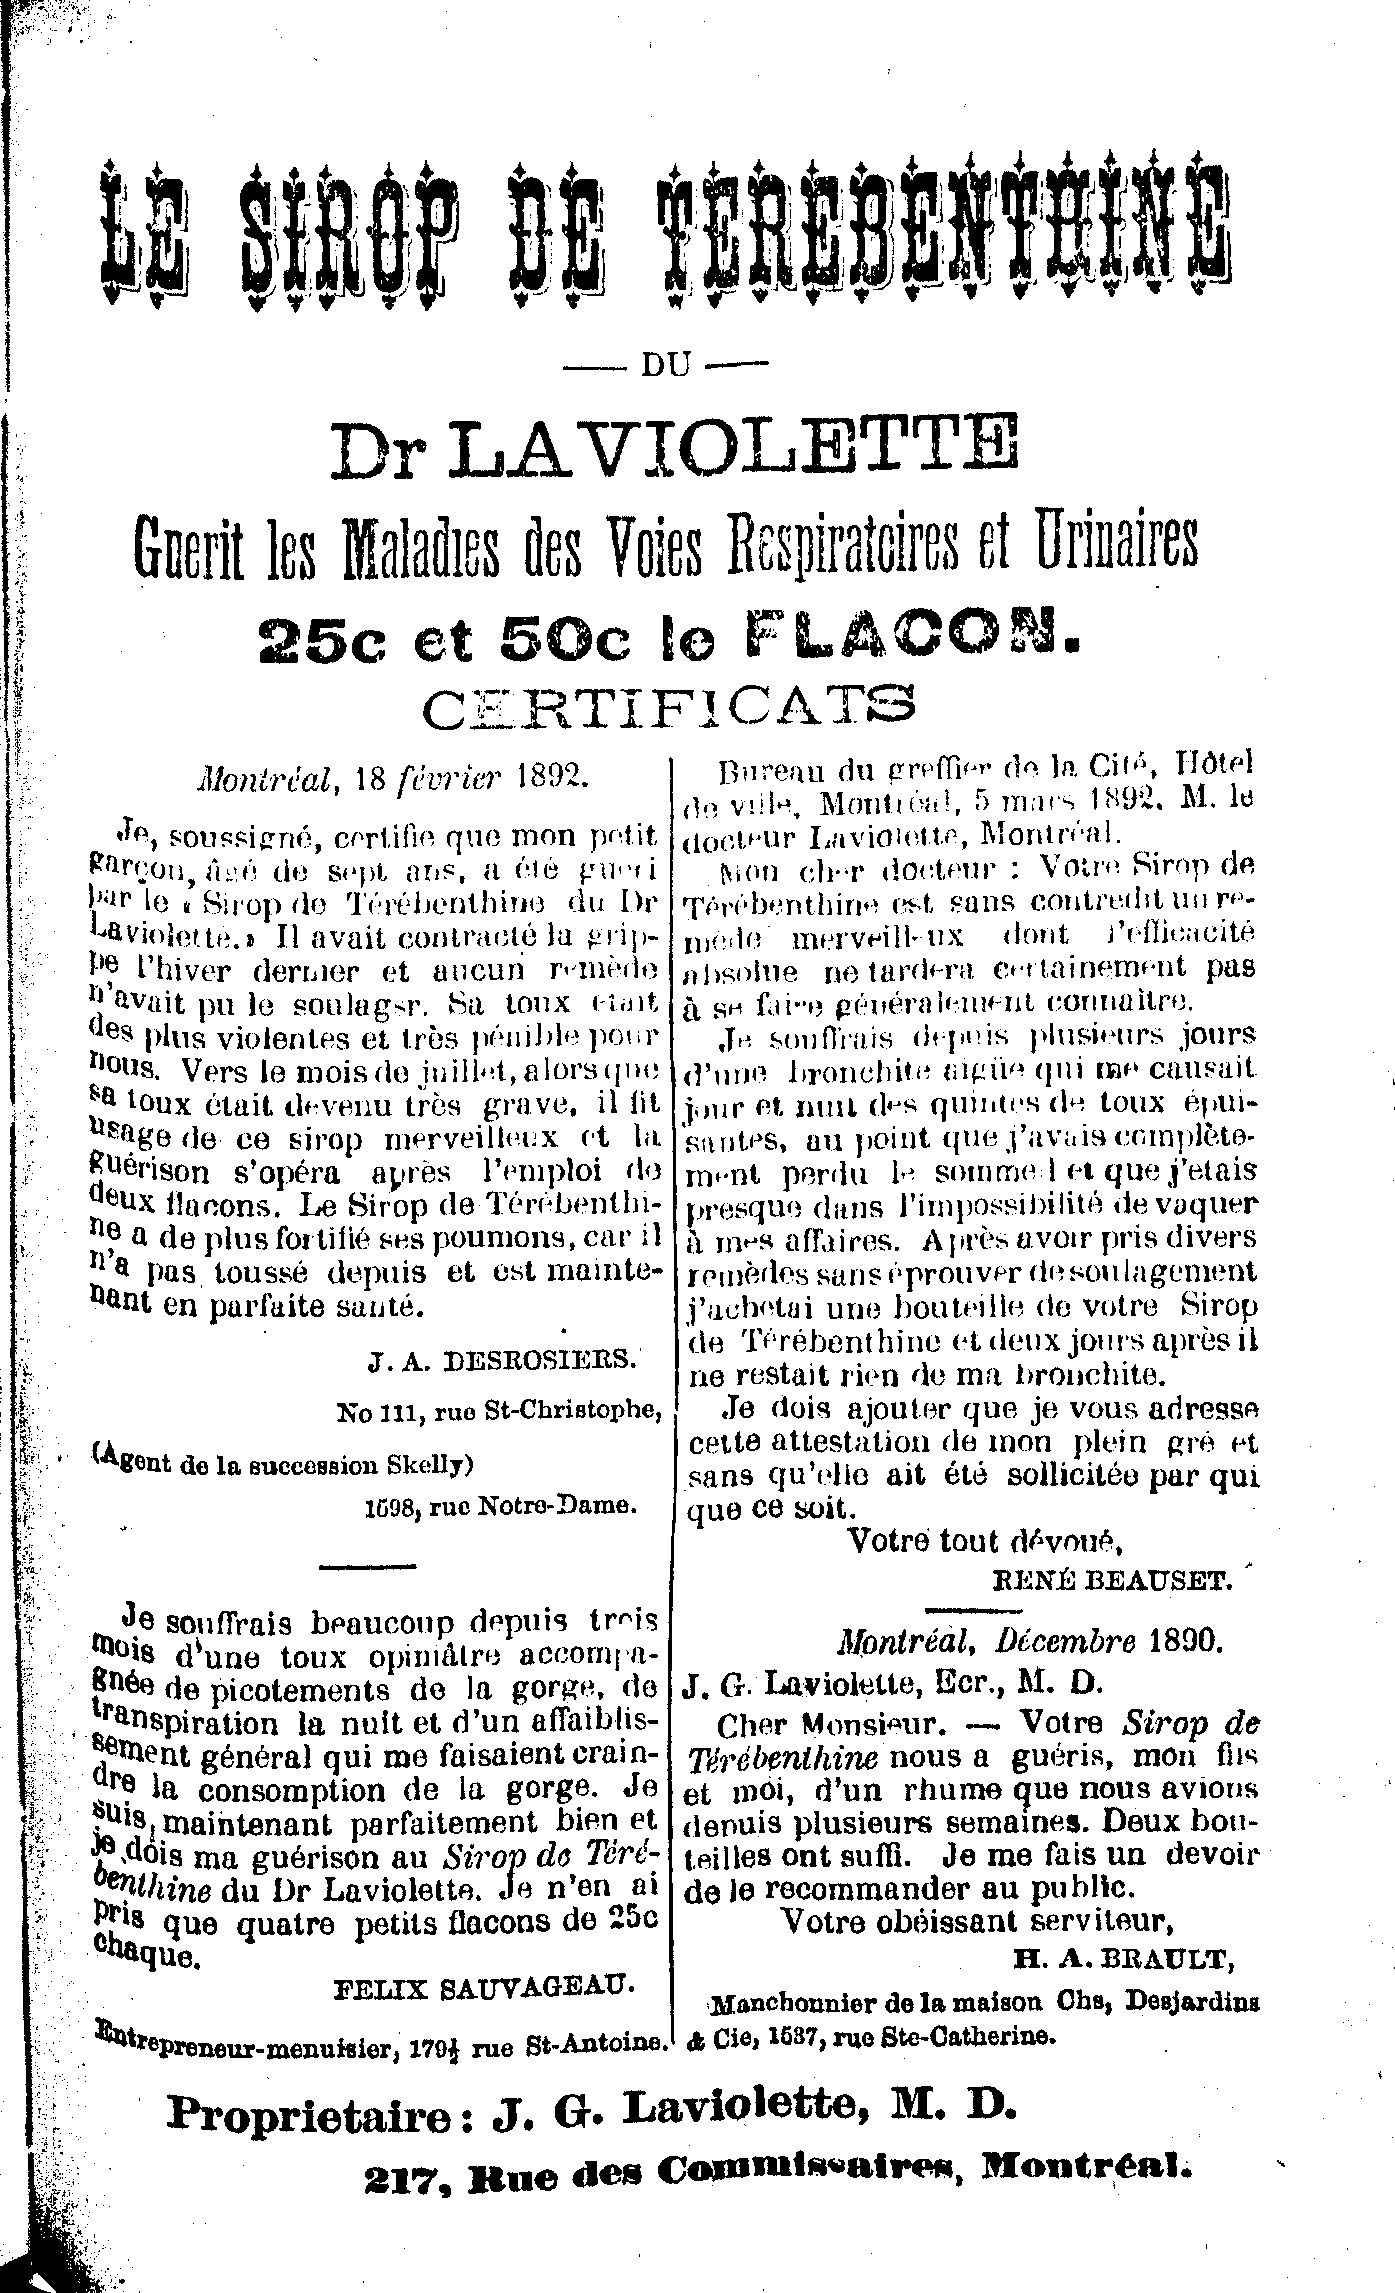 LE SIROP DE TEREBENTHINE
— DU —
Dr LAVIOLETTE
Guerit les Maladies des Voies Respiratoires et Urinaires
25c et 50c le FLACON.
CERTIFICATS
Montréal, 18 février 1892.
Je, soussigné, certifie que mon petit
garçon, âgé de sept ans, a été guéri
par le « Sirop de Térébenthine du Dr
Laviolette.» Il avait contracté la grip-
pe l'hiver dernier et aucun remède
n'avait pu le soulager. Sa toux était
des plus violentes et très pénible pour
nous. Vers le mois de juillet, alors que
sa toux était devenu très grave, il fit
usage de ce sirop merveilleux et la
guérison s'opéra après l'emploi de
deux flacons. Le Sirop de Térébenthi-
ne a de plus fortifié ses poumons, car il
n'a pas toussé depuis et est mainte-
nant en parfaite santé.
J. A. DESROSIERS.
No 111, rue St-Christophe,
(Agent de la succession Skelly)
1598, rue Notre-Dame.
Je souffrais beaucoup depuis trois
mois d'une toux opiniâtre accompa-
gnée de picotements de la gorge, de
transpiration la nuit et d'un affaiblis-
sement général qui me faisaient crain-
dre la consomption de la gorge. Je
suis, maintenant parfaitement bien et
je dois ma guérison au Sirop de Téré-
benthine du Dr Laviolette. Je n'en ai
pris que quatre petits flacons de 25c
chaque.
FELIX SAUVAGEAU.
Entrepreneur-menuisier, 179½ rue St-Antoine.
Bureau du greffier de la Cité, Hôtel
de ville, Montréal, 5 mars 1892. M. le
docteur Laviolette, Montréal.
Mon cher docteur : Votre Sirop de
Térébenthine est sans contredit un re-
mède merveilleux dont l'efficacité
absolue ne tardera certainement pas
à se faire généralement connaître.
Je souffrais depuis plusieurs jours
d'une bronchite aigüe qui me causait
jour et nuit des quintes de toux épui-
santes, au point que j'avais complète-
ment perdu le sommeil et que j'etais
presque dans l'impossibilité de vaquer
à mes affaires. Après avoir pris divers
remèdes sans éprouver de soulagement
j'achetai une bouteille de votre Sirop
de Térébenthine et deux jours après il
ne restait rien de ma bronchite.
Je dois ajouter que je vous adresse
cette attestation de mon plein gré et
sans qu'elle ait été sollicitée par qui
que ce soit.
Votre tout dévoué,
RENÉ BEAUSET.
Montréal, Décembre 1890.
J. G. Laviolette, Ecr., M. D.
Cher Monsieur. — Votre Sirop de
Térébenthine nous a guéris, mon fils
et moi, d'un rhume que nous avions
depuis plusieurs semaines. Deux bou-
teilles ont suffi. Je me fais un devoir
de le recommander au public.
Votre obéissant serviteur,
H. A. BRAULT,
Manchonnier de la maison Chs, Desjardins
& Cie, 1537, rue Ste-Catherine.
Proprietaire : J. G. Laviolette, M. D.
217, Rue des Commissaires, Montréal.